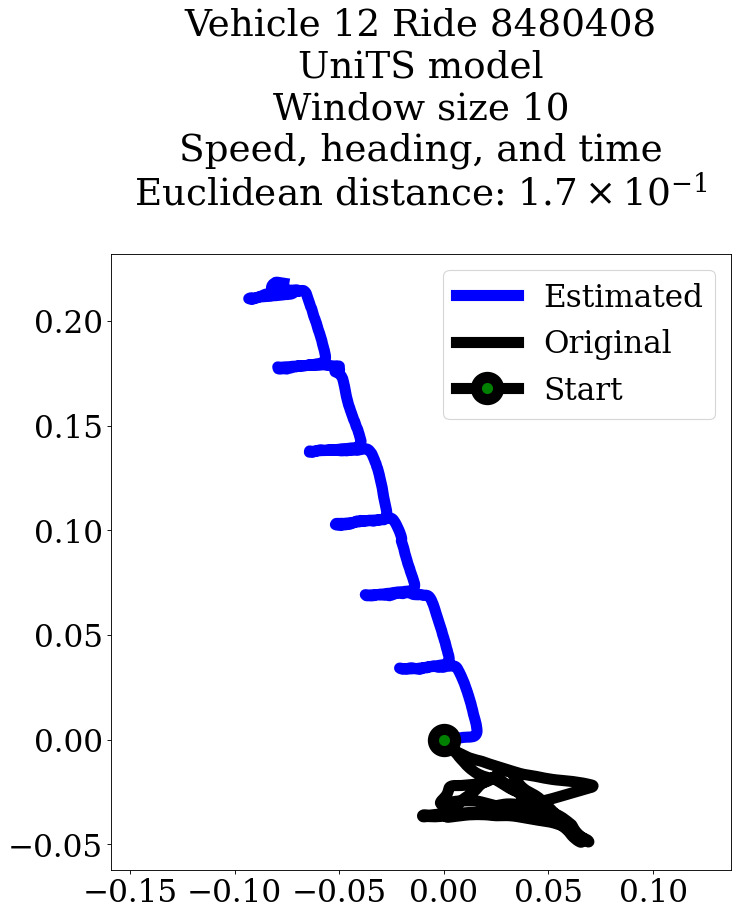 Vehicle 12 Ride 8480408
UniTS model
Window size 10
Speed, heading, and time
Euclidean distance: 1.7 × 10⁻¹
Estimated
Original
Start
0.20
0.15
0.10
0.05
0.00
−0.05
−0.15 −0.10 −0.05 0.00 0.05 0.10